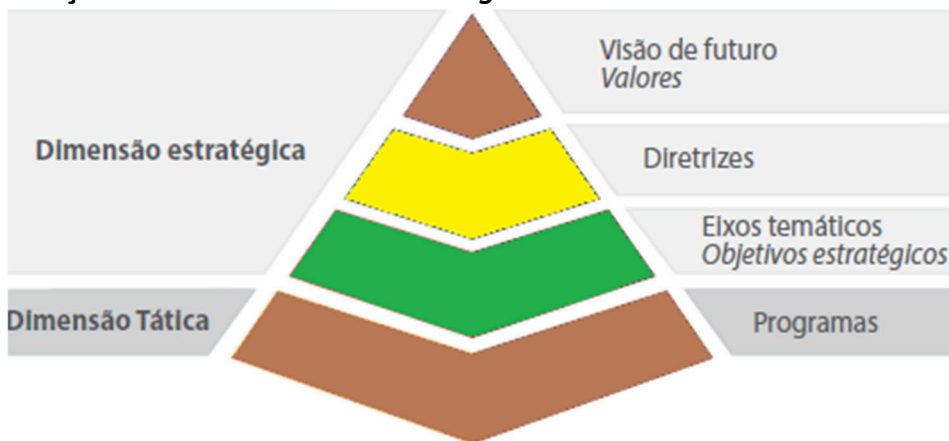 Dimensão estratégica
Visão de futuro
Valores
Diretrizes
Eixos temáticos
Objetivos estratégicos
Dimensão Tática
Programas